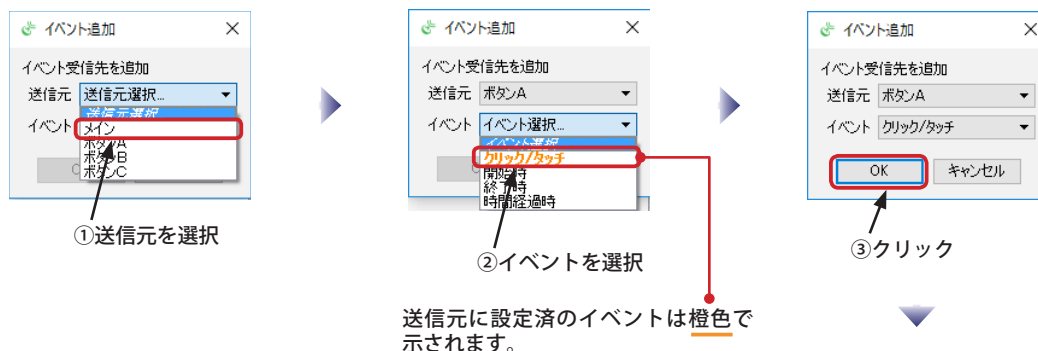 イベント追加
イベント受信先を追加
送信元 送信元選択...
送信元選択
イベント
メイン
ボタンA
ボタンB
ボタンC
①送信元を選択
イベント追加
イベント受信先を追加
送信元 ボタンA
イベント イベント選択...
イベント選択
クリック/タッチ
開始時
終了時
時間経過時
②イベントを選択
送信元に設定済のイベントは橙色で
示されます。
イベント追加
イベント受信先を追加
送信元 ボタンA
イベント クリック/タッチ
OK キャンセル
③クリック